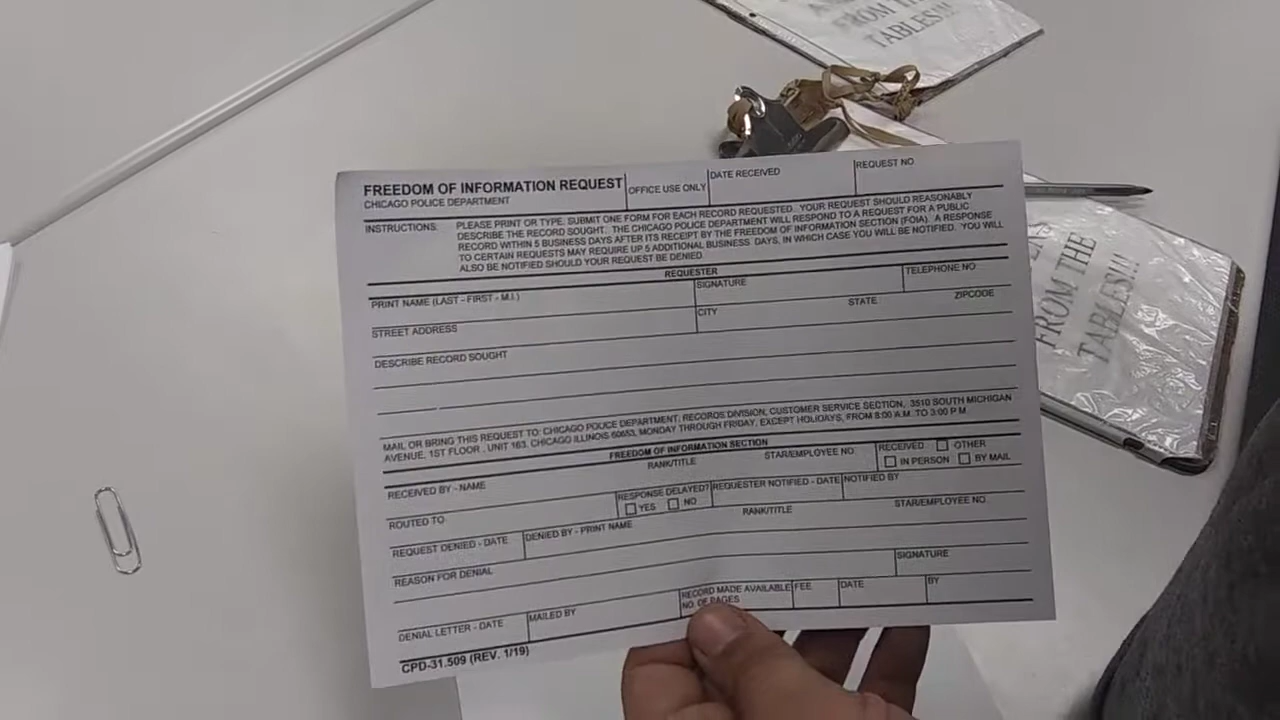 FROM THE
TABLES!!!
FREEDOM OF INFORMATION REQUEST
CHICAGO POLICE DEPARTMENT
OFFICE USE ONLY
DATE RECEIVED
REQUEST NO
INSTRUCTIONS: PLEASE PRINT OR TYPE. SUBMIT ONE FORM FOR EACH RECORD REQUESTED. YOUR REQUEST SHOULD REASONABLY
DESCRIBE THE RECORD SOUGHT. THE CHICAGO POLICE DEPARTMENT WILL RESPOND TO A REQUEST FOR A PUBLIC
RECORD WITHIN 5 BUSINESS DAYS AFTER ITS RECEIPT BY THE FREEDOM OF INFORMATION SECTION (FOIA). A RESPONSE
TO CERTAIN REQUESTS MAY REQUIRE UP 5 ADDITIONAL BUSINESS DAYS, IN WHICH CASE YOU WILL BE NOTIFIED. YOU WILL
ALSO BE NOTIFIED SHOULD YOUR REQUEST BE DENIED.
REQUESTER
PRINT NAME (LAST - FIRST - M.I.)
SIGNATURE
TELEPHONE NO
STREET ADDRESS
CITY
STATE
ZIPCODE
DESCRIBE RECORD SOUGHT
MAIL OR BRING THIS REQUEST TO: CHICAGO POLICE DEPARTMENT, RECORDS DIVISION, CUSTOMER SERVICE SECTION, 3510 SOUTH MICHIGAN
AVENUE, 1ST FLOOR , UNIT 163, CHICAGO ILLINOIS 60653, MONDAY THROUGH FRIDAY, EXCEPT HOLIDAYS, FROM 8:00 A.M. TO 3:00 P.M.
FREEDOM OF INFORMATION SECTION
RECEIVED BY - NAME
RANK/TITLE
STAR/EMPLOYEE NO.
RECEIVED
OTHER
IN PERSON
BY MAIL
ROUTED TO
RESPONSE DELAYED?
YES
NO
REQUESTER NOTIFIED - DATE
NOTIFIED BY
REQUEST DENIED - DATE
DENIED BY - PRINT NAME
RANK/TITLE
STAR/EMPLOYEE NO.
REASON FOR DENIAL
SIGNATURE
DENIAL LETTER - DATE
MAILED BY
RECORD MADE AVAILABLE
NO. OF PAGES
FEE
DATE
BY
CPD-31.509 (REV. 1/19)
FROM THE
TABLES!!!